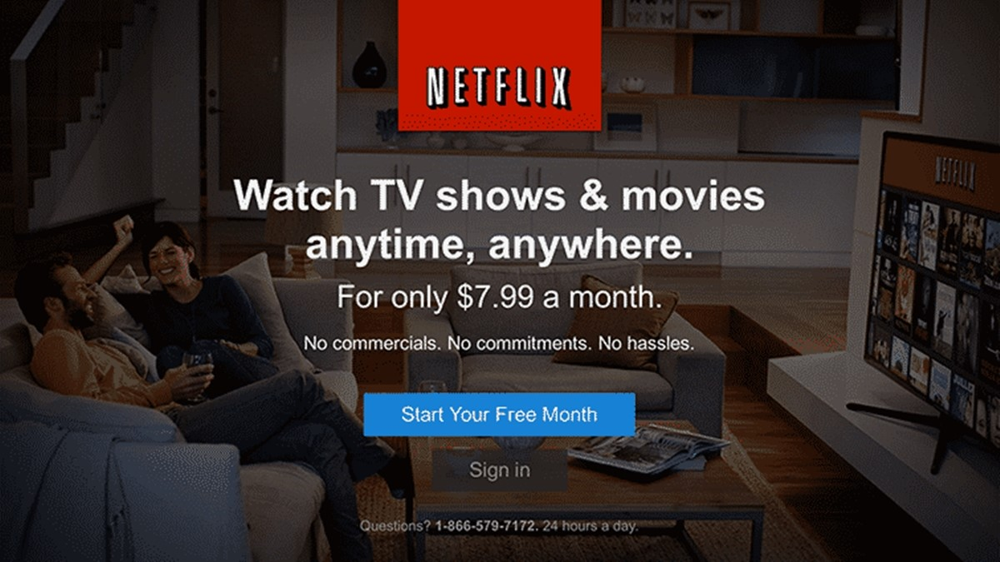 NETFLIX
Watch TV shows & movies
anytime, anywhere.
For only $7.99 a month.
No commercials. No commitments. No hassles.
Start Your Free Month
Sign in
Questions? 1-866-579-7172. 24 hours a day.
NETFLIX